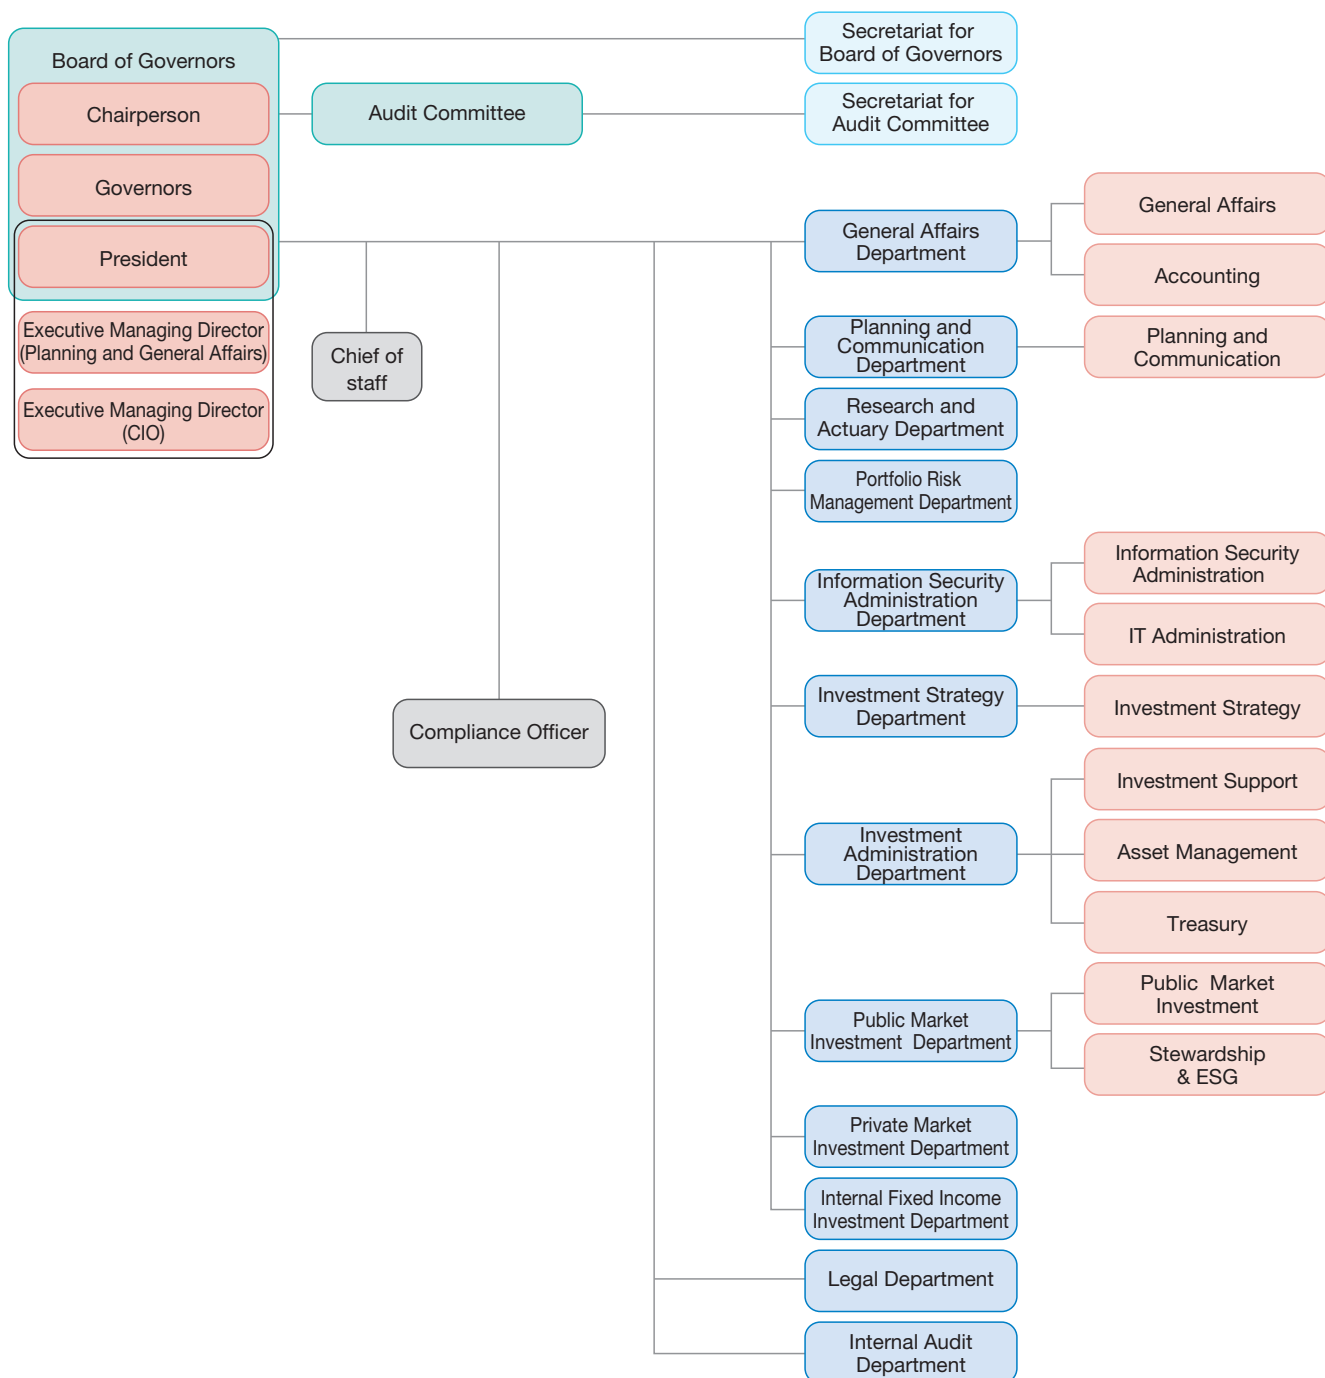 Board of Governors
Chairperson
Governors
President
Executive Managing Director
(Planning and General Affairs)
Executive Managing Director
(CIO)
Audit Committee
Secretariat for
Board of Governors
Secretariat for
Audit Committee
Chief of
staff
Compliance Officer
General Affairs
Department
General Affairs
Accounting
Planning and
Communication
Department
Planning and
Communication
Research and
Actuary Department
Portfolio Risk
Management Department
Information Security
Administration
Department
Information Security
Administration
IT Administration
Investment Strategy
Department
Investment Strategy
Investment
Administration
Department
Investment Support
Asset Management
Treasury
Public Market
Investment Department
Public Market
Investment
Stewardship
& ESG
Private Market
Investment Department
Internal Fixed Income
Investment Department
Legal Department
Internal Audit
Department